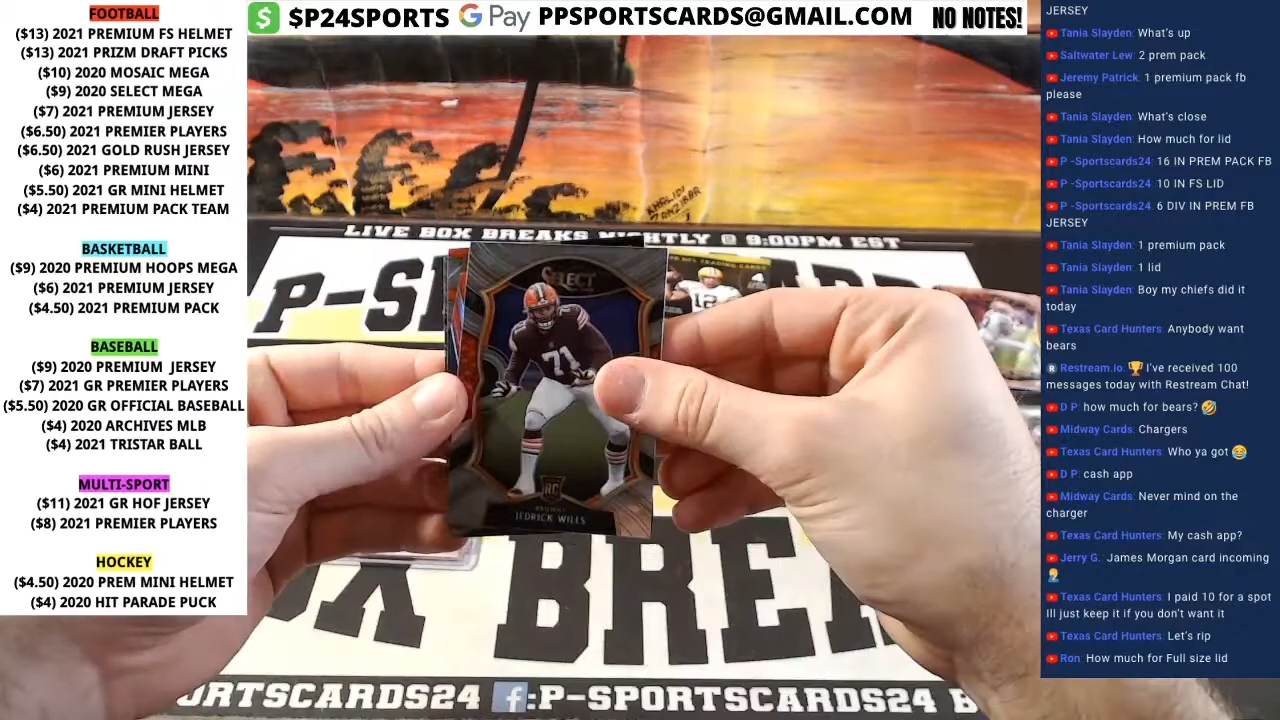 FOOTBALL
($13) 2021 PREMIUM FS HELMET
($13) 2021 PRIZM DRAFT PICKS
($10) 2020 MOSAIC MEGA
($9) 2020 SELECT MEGA
($7) 2021 PREMIUM JERSEY
($6.50) 2021 PREMIER PLAYERS
($6.50) 2021 GOLD RUSH JERSEY
($6) 2021 PREMIUM MINI
($5.50) 2021 GR MINI HELMET
($4) 2021 PREMIUM PACK TEAM
BASKETBALL
($9) 2020 PREMIUM HOOPS MEGA
($6) 2021 PREMIUM JERSEY
($4.50) 2021 PREMIUM PACK
BASEBALL
($9) 2020 PREMIUM JERSEY
($7) 2021 GR PREMIER PLAYERS
($5.50) 2020 GR OFFICIAL BASEBALL
($4) 2020 ARCHIVES MLB
($4) 2021 TRISTAR BALL
MULTI-SPORT
($11) 2021 GR HOF JERSEY
($8) 2021 PREMIER PLAYERS
HOCKEY
($4.50) 2020 PREM MINI HELMET
($4) 2020 HIT PARADE PUCK
$ $P24SPORTS G Pay PPSPORTSCARDS@GMAIL.COM NO NOTES!
LIVE BOX BREAKS NIGHTLY @ 9:00PM EST
P-S
SELECT
12
4
71
RC
BROWNS
JEDRICK WILLS
OX BREA
ORTSCARDS24 f:P-SPORTSCARDS24 B
JERSEY
Tania Slayden: What's up
Saltwater Lew: 2 prem pack
Jeremy Patrick: 1 premium pack fb
please
Tania Slayden: What's close
Tania Slayden: How much for lid
P -Sportscards24: 16 IN PREM PACK FB
P -Sportscards24: 10 IN FS LID
P -Sportscards24: 6 DIV IN PREM FB
JERSEY
Tania Slayden: 1 premium pack
Tania Slayden: 1 lid
Tania Slayden: Boy my chiefs did it
today
Texas Card Hunters: Anybody want
bears
Restream.io: 🏆 I've received 100
messages today with Restream Chat!
D P: how much for bears? 🤣
Midway Cards: Chargers
Texas Card Hunters: Who ya got 😂
D P: cash app
Midway Cards: Never mind on the
charger
Texas Card Hunters: My cash app?
Jerry G.: James Morgan card incoming
🤦
Texas Card Hunters: I paid 10 for a spot
Ill just keep it if you don't want it
Texas Card Hunters: Let's rip
Ron: How much for Full size lid